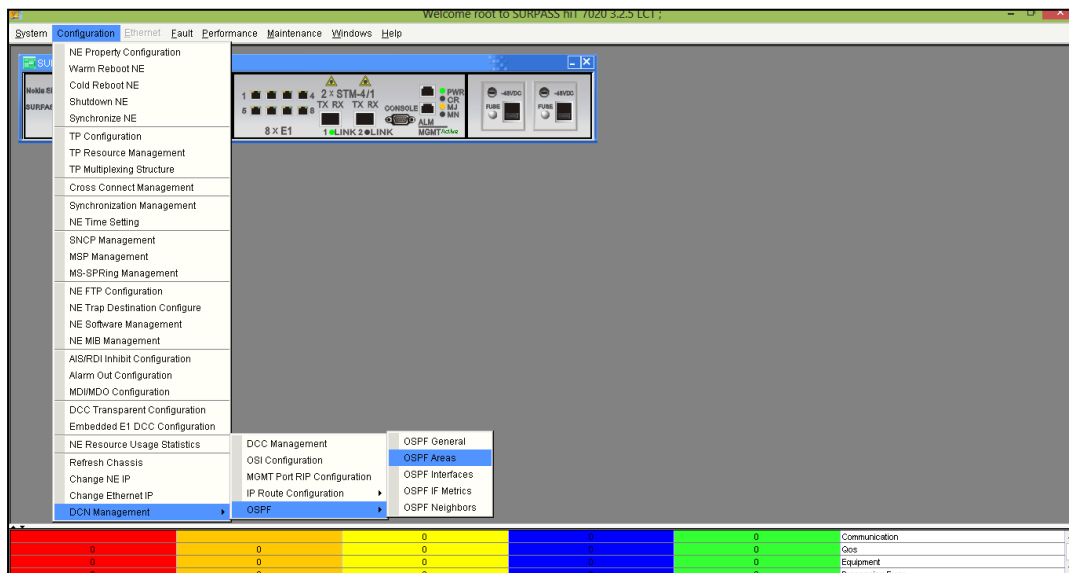 Welcome root to SURPASS hiT 7020 3.2.5 LCT ;
System Configuration Ethernet Fault Performance Maintenance Windows Help
NE Property Configuration
Warm Reboot NE
Cold Reboot NE
Shutdown NE
Synchronize NE
TP Configuration
TP Resource Management
TP Multiplexing Structure
Cross Connect Management
Synchronization Management
NE Time Setting
SNCP Management
MSP Management
MS-SPRing Management
NE FTP Configuration
NE Trap Destination Configure
NE Software Management
NE MIB Management
AIS/RDI Inhibit Configuration
Alarm Out Configuration
MDI/MDO Configuration
DCC Transparent Configuration
Embedded E1 DCC Configuration
NE Resource Usage Statistics
Refresh Chassis
Change NE IP
Change Ethernet IP
DCN Management
DCC Management
OSI Configuration
MGMT Port RIP Configuration
IP Route Configuration
OSPF
OSPF General
OSPF Areas
OSPF Interfaces
OSPF IF Metrics
OSPF Neighbors
SU
Nokia Si
SURPAS
1 4 2 x STM-4/1
5 8 TX RX TX RX
8 x E1
1 LINK 2 LINK
CONSOLE
ALM
MGMT Active
PWR
CR
MJ
MN
-48VDC -48VDC
FUSE FUSE
0 0 0 Communication
0 0 0 0 0 Qos
0 0 0 0 0 Equipment